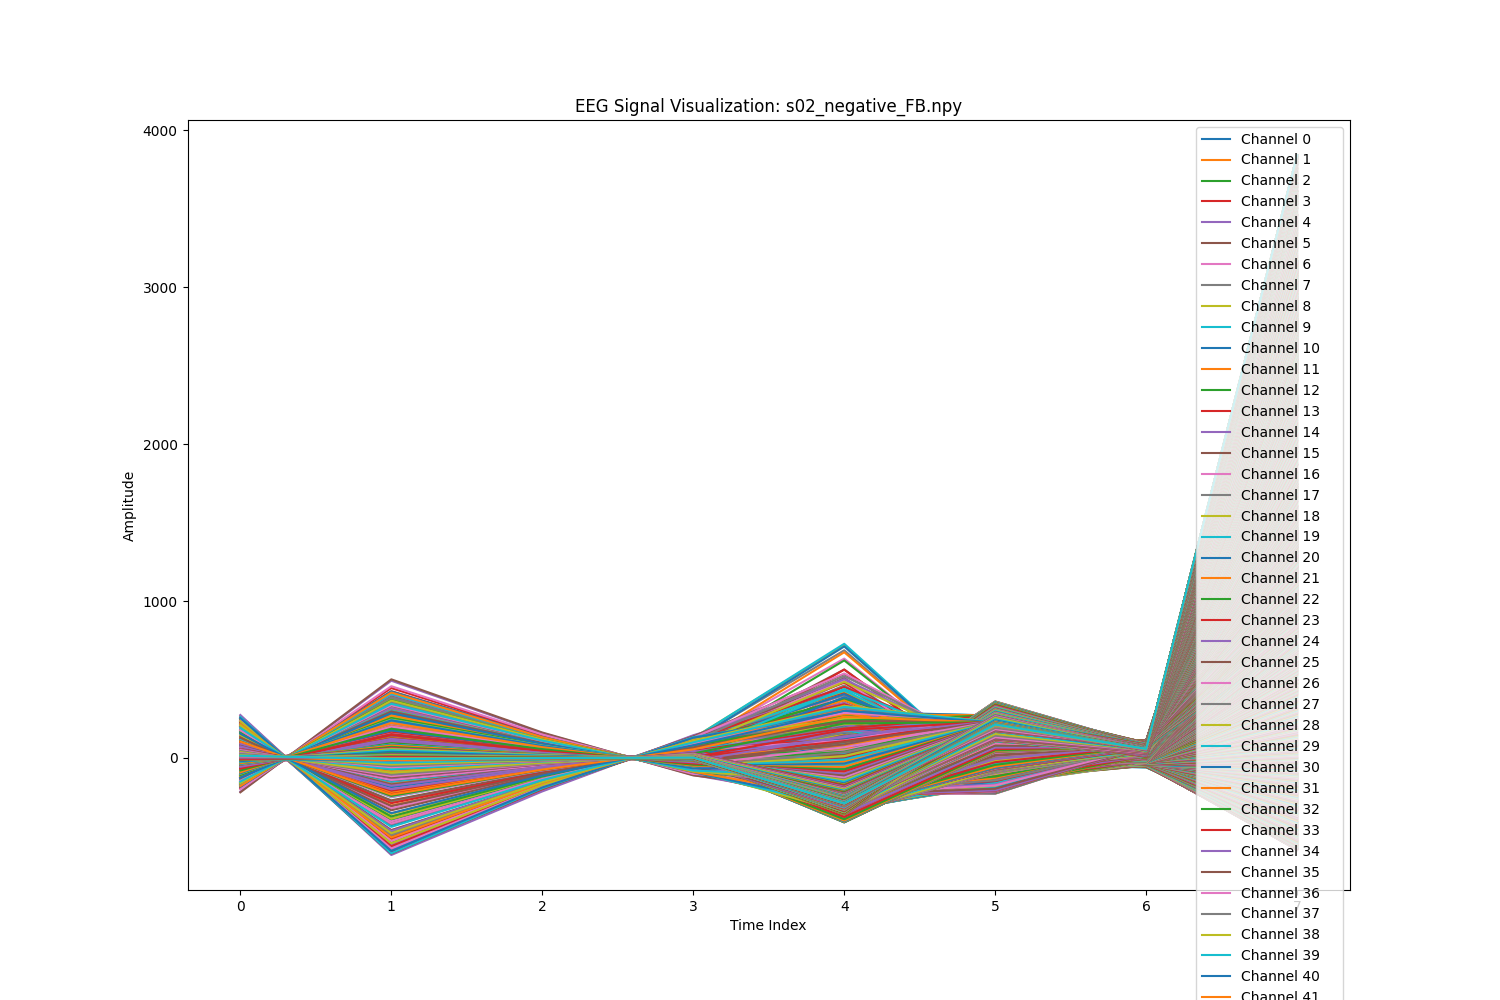 EEG Signal Visualization: s02_negative_FB.npy
4000
3000
2000
1000
0
Amplitude
0 1 2 3 4 5 6 7
Time Index
Channel 0
Channel 1
Channel 2
Channel 3
Channel 4
Channel 5
Channel 6
Channel 7
Channel 8
Channel 9
Channel 10
Channel 11
Channel 12
Channel 13
Channel 14
Channel 15
Channel 16
Channel 17
Channel 18
Channel 19
Channel 20
Channel 21
Channel 22
Channel 23
Channel 24
Channel 25
Channel 26
Channel 27
Channel 28
Channel 29
Channel 30
Channel 31
Channel 32
Channel 33
Channel 34
Channel 35
Channel 36
Channel 37
Channel 38
Channel 39
Channel 40
Channel 41